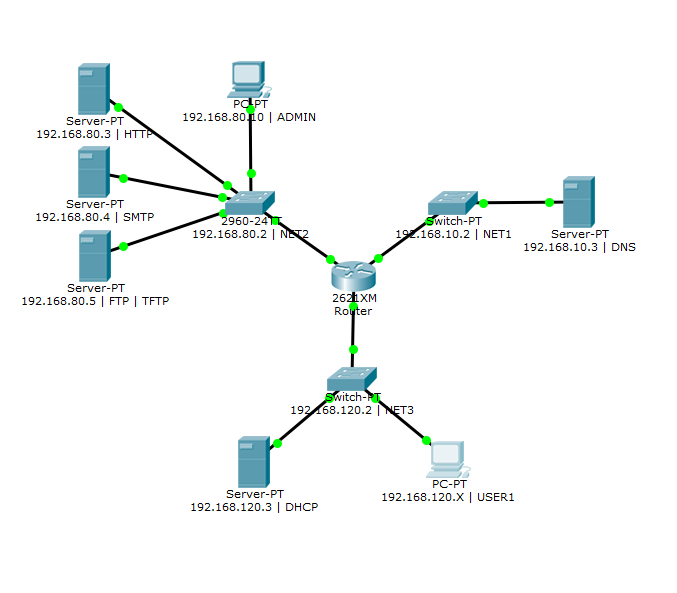 PC-PT
192.168.80.10 | ADMIN
Server-PT
192.168.80.3 | HTTP
Server-PT
192.168.80.4 | SMTP
Server-PT
192.168.80.5 | FTP | TFTP
2960-24TT
192.168.80.2 | NET2
Switch-PT
192.168.10.2 | NET1
Server-PT
192.168.10.3 | DNS
2621XM
Router
Switch-PT
192.168.120.2 | NET3
Server-PT
192.168.120.3 | DHCP
PC-PT
192.168.120.X | USER1